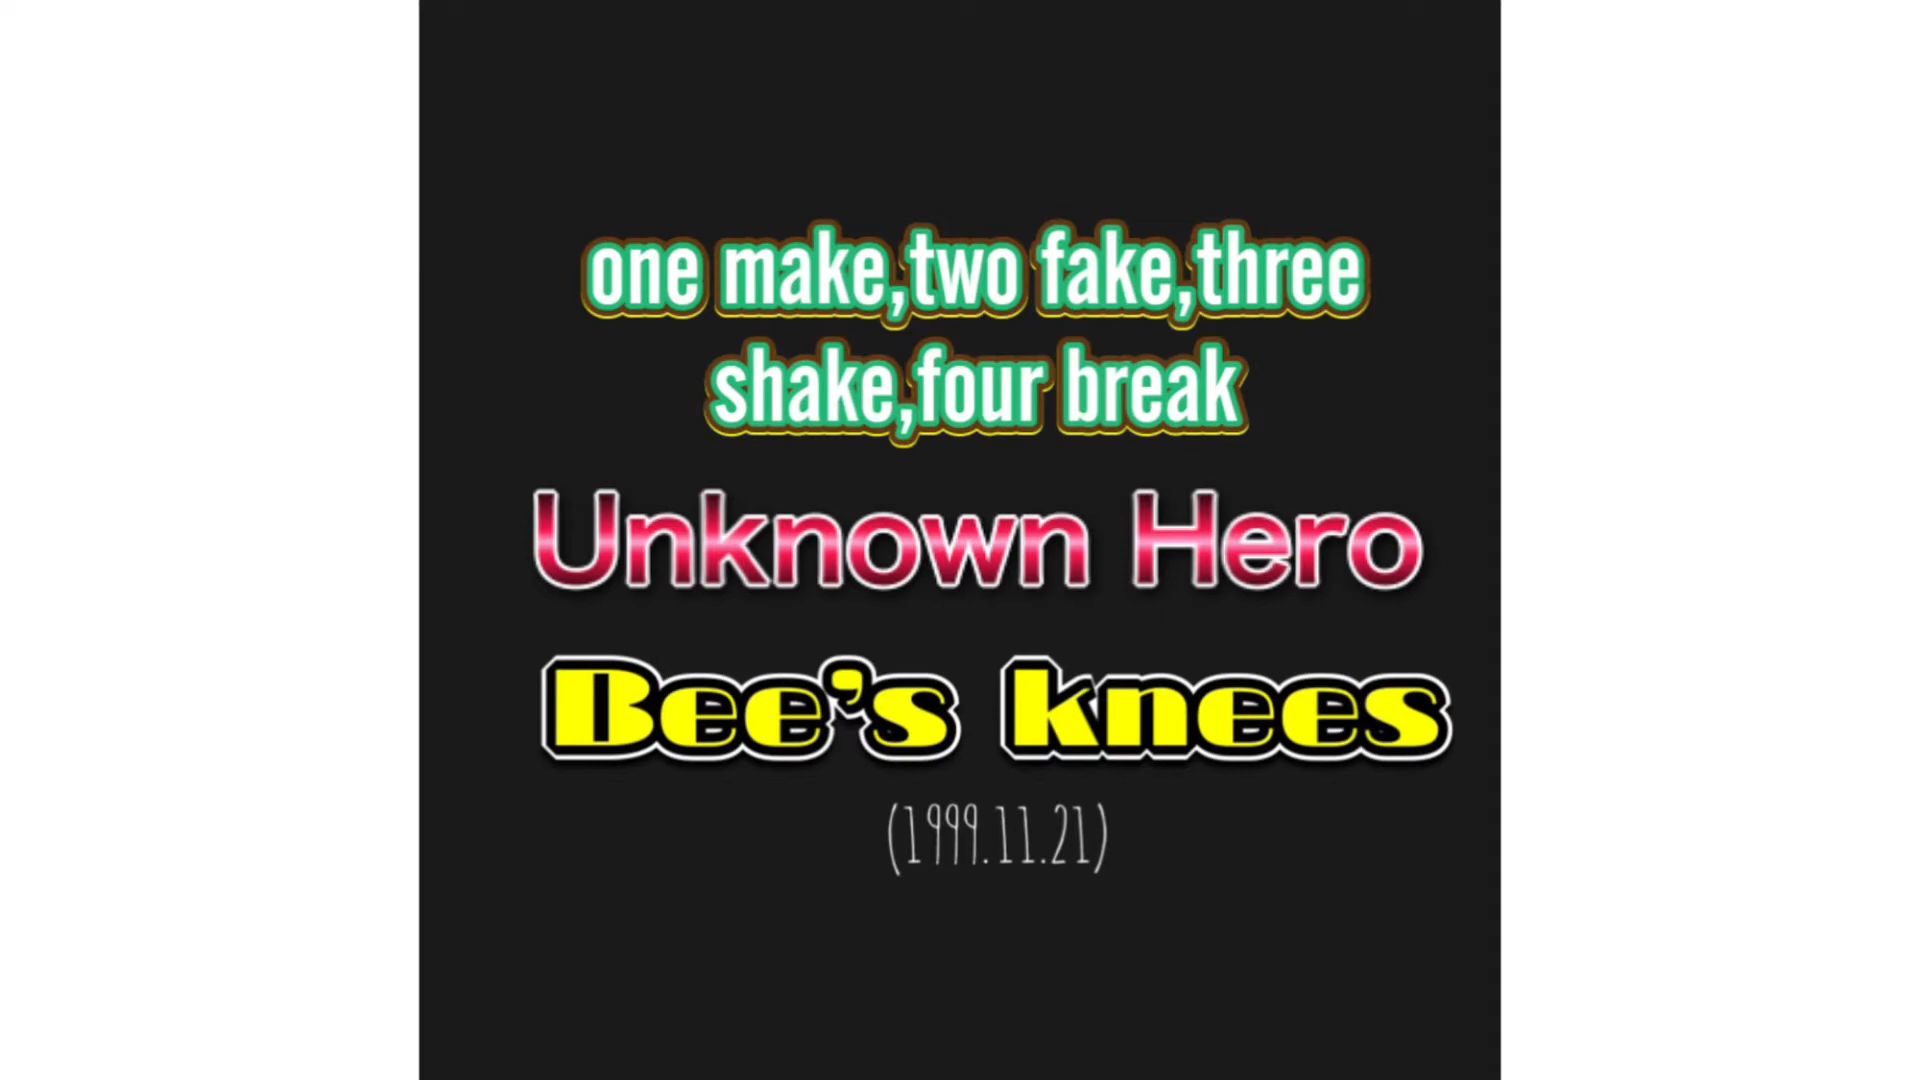 one make,two fake,three
shake,four break
Unknown Hero
Bee's knees
(1999.11.21)